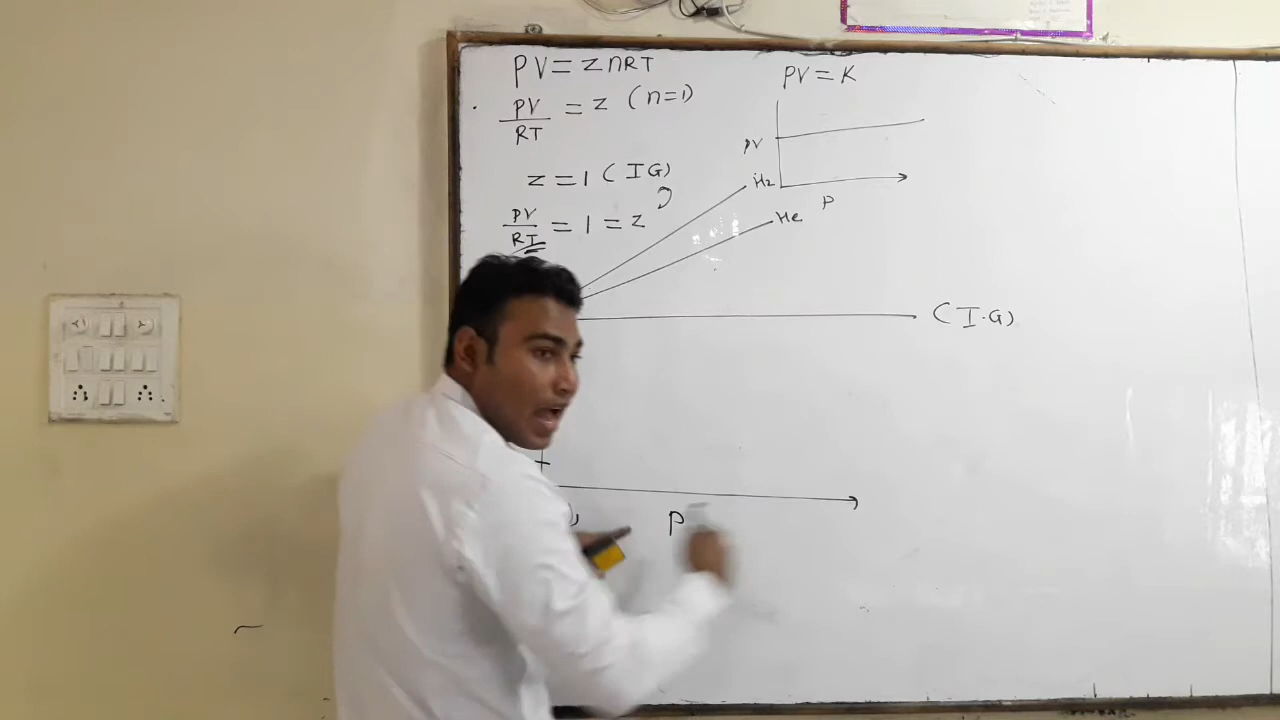 PV = ZNRT
PV/RT = Z (n=1)
Z = 1 (IG)
PV/RT = 1 = Z
PV = K
PV
P
H2
He
(I.G)
P